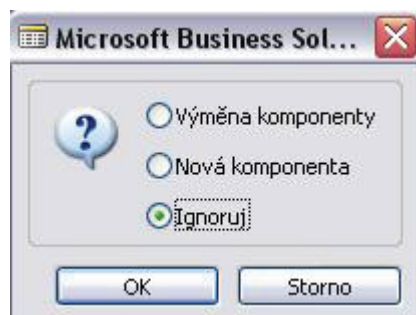 Microsoft Business Sol...
Výměna komponenty
Nová komponenta
Ignoruj
OK
Storno